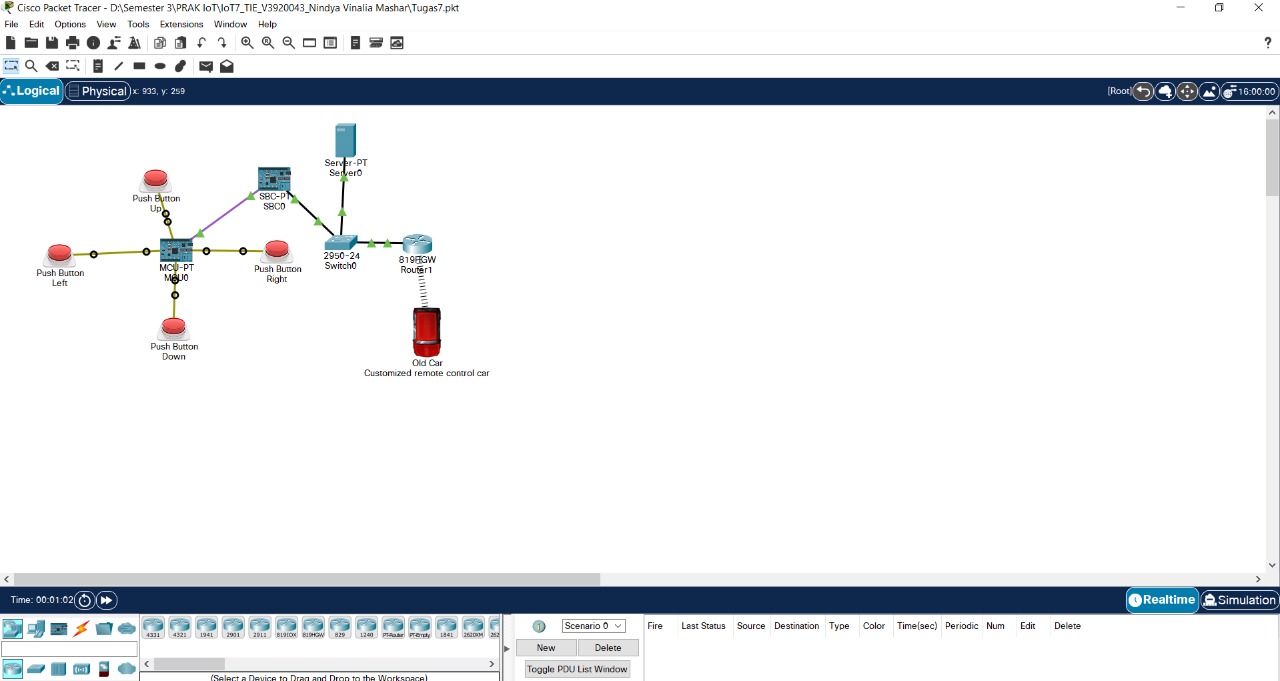 Cisco Packet Tracer - D:\Semester 3\PRAK IoT\IoT7_TIE_V3920043_Nindya Vinalia Mashar\Tugas7.pkt
File Edit Options View Tools Extensions Window Help
?
Logical Physical x: 933, y: 259 [Root] 16:00:00
Server-PT
Server0
Push Button
Up
SBC-PT
SBC0
Push Button
Left
MCU-PT
MCU0
Push Button
Right
2950-24
Switch0
819HGW
Router1
Push Button
Down
Old Car
Customized remote control car
Time: 00:01:02 Realtime Simulation
4331 4321 1941 2901 2911 819IOX 819HGW 829 1240 PT-Router PT-Empty 1841 2620XM 262
Scenario 0
New Delete
Toggle PDU List Window
Fire Last Status Source Destination Type Color Time(sec) Periodic Num Edit Delete
(Select a Device to Drag and Drop to the Workspace)